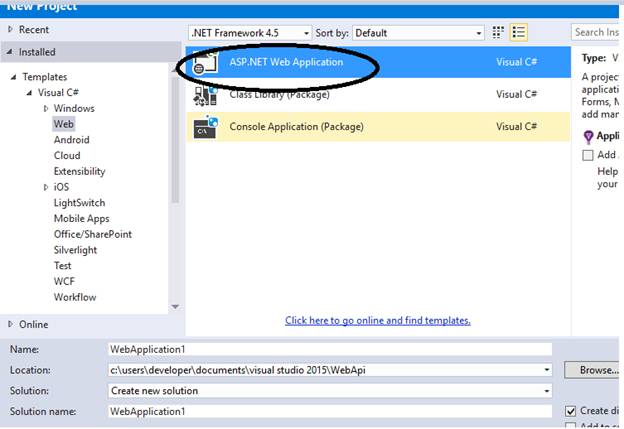 New Project
Recent
.NET Framework 4.5
Sort by:
Default
Search Ins
Installed
Templates
Visual C#
Windows
Web
Android
Cloud
Extensibility
iOS
LightSwitch
Mobile Apps
Office/SharePoint
Silverlight
Test
WCF
Workflow
Online
ASP.NET Web Application
Visual C#
Class Library (Package)
Visual C#
Console Application (Package)
Visual C#
Click here to go online and find templates.
Type: V
A project
applicatio
Forms, M
add man
Appli
Add
Help
your
Name:
WebApplication1
Location:
c:\users\developer\documents\visual studio 2015\WebApi
Browse...
Solution:
Create new solution
Solution name:
WebApplication1
Create di
Add to so